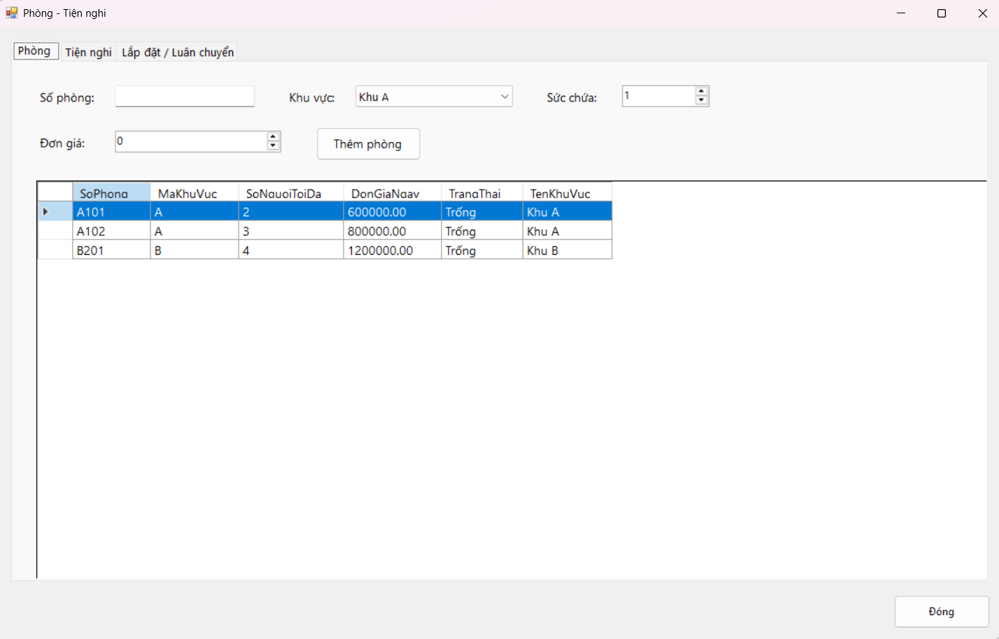 Phòng - Tiện nghi
Phòng Tiện nghi Lắp đặt / Luân chuyển
Số phòng: Khu vực: Khu A Sức chứa: 1
Đơn giá: 0 Thêm phòng
SoPhong MaKhuVuc SoNguoiToiDa DonGiaNgay TrangThai TenKhuVuc
A101 A 2 600000.00 Trống Khu A
A102 A 3 800000.00 Trống Khu A
B201 B 4 1200000.00 Trống Khu B
Đóng